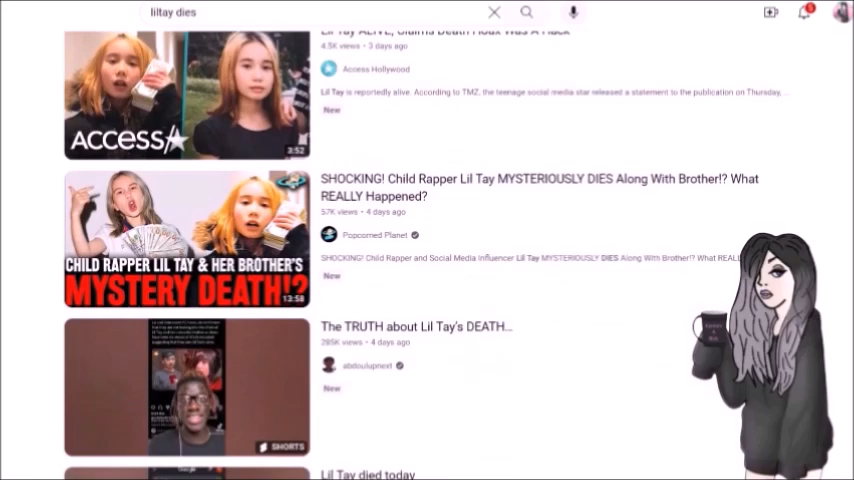 liltay dies
5
Lil Tay ALIVE, Claims Death Hoax Was A Hack
4.5K views • 3 days ago
Access Hollywood
Lil Tay is reportedly alive. According to TMZ, the teenage social media star released a statement to the publication on Thursday, ...
New
ACCESS
3:52
SHOCKING! Child Rapper Lil Tay MYSTERIOUSLY DIES Along With Brother!? What
REALLY Happened?
57K views • 4 days ago
Popcorned Planet
SHOCKING! Child Rapper and Social Media Influencer Lil Tay MYSTERIOUSLY DIES Along With Brother!? What REALL
New
CHILD RAPPER LIL TAY & HER BROTHER'S
MYSTERY DEATH!?
13:58
The TRUTH about Lil Tay's DEATH...
285K views • 4 days ago
abdoulupnext
New
SHORTS
Lil Tay died today
Google